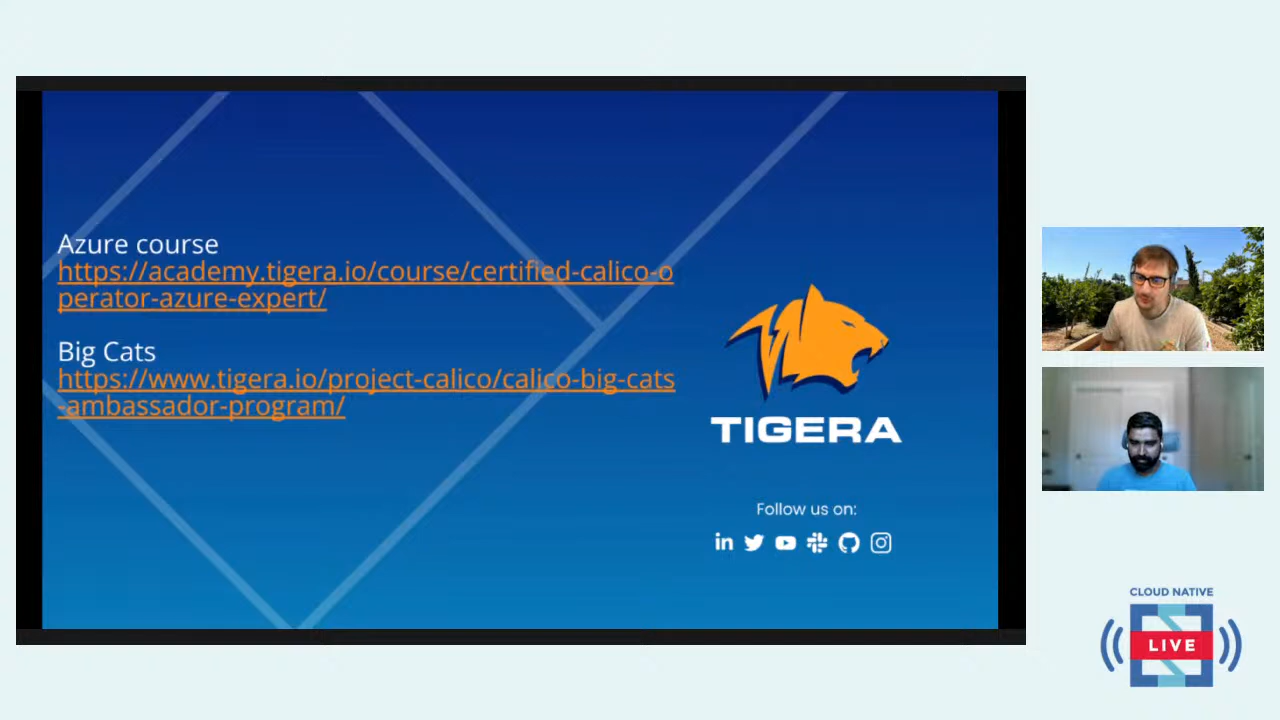 Azure course
https://academy.tigera.io/course/certified-calico-o
perator-azure-expert/
Big Cats
https://www.tigera.io/project-calico/calico-big-cats
-ambassador-program/
TIGERA
Follow us on:
in
CLOUD NATIVE
LIVE